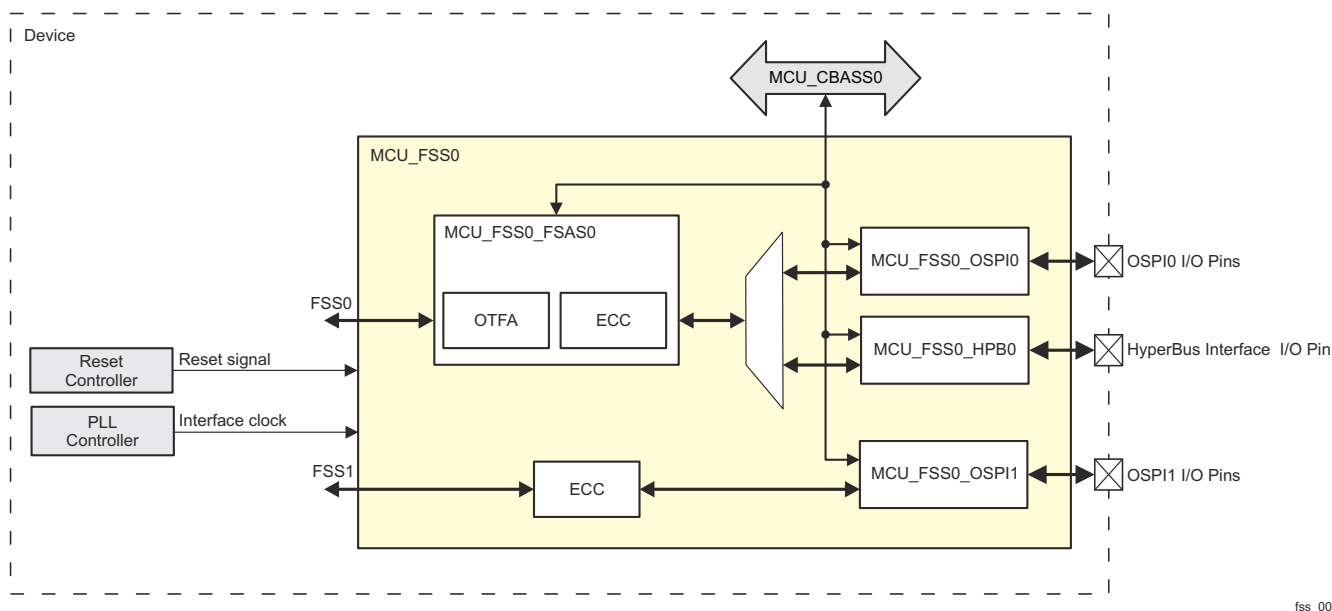 Device
MCU_CBASS0
MCU_FSS0
MCU_FSS0_FSAS0
OTFA
ECC
MCU_FSS0_OSPI0
OSPI0 I/O Pins
FSS0
MCU_FSS0_HPB0
HyperBus Interface I/O Pin
Reset
Controller
Reset signal
PLL
Controller
Interface clock
FSS1
ECC
MCU_FSS0_OSPI1
OSPI1 I/O Pins
fss_00